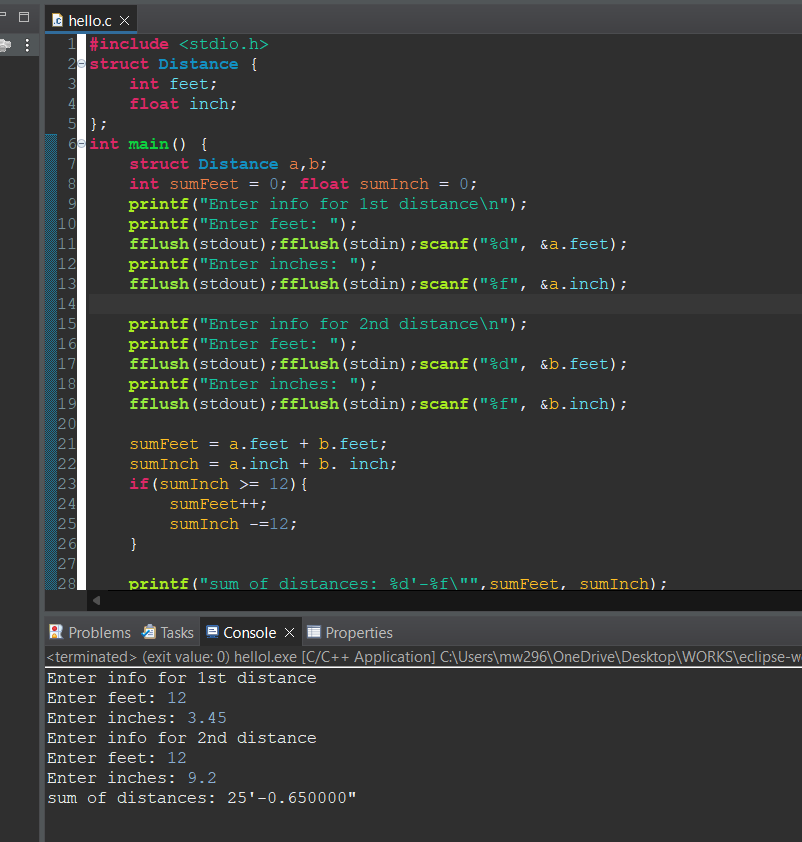 hello.c
1 #include <stdio.h>
2 struct Distance {
3     int feet;
4     float inch;
5 };
6 int main() {
7     struct Distance a,b;
8     int sumFeet = 0; float sumInch = 0;
9     printf("Enter info for 1st distance\n");
10     printf("Enter feet: ");
11     fflush(stdout);fflush(stdin);scanf("%d", &a.feet);
12     printf("Enter inches: ");
13     fflush(stdout);fflush(stdin);scanf("%f", &a.inch);
14
15     printf("Enter info for 2nd distance\n");
16     printf("Enter feet: ");
17     fflush(stdout);fflush(stdin);scanf("%d", &b.feet);
18     printf("Enter inches: ");
19     fflush(stdout);fflush(stdin);scanf("%f", &b.inch);
20
21     sumFeet = a.feet + b.feet;
22     sumInch = a.inch + b. inch;
23     if(sumInch >= 12){
24         sumFeet++;
25         sumInch -=12;
26     }
27
28     printf("sum of distances: %d'-%f\"",sumFeet, sumInch);
Problems Tasks Console Properties
<terminated> (exit value: 0) hellol.exe [C/C++ Application] C:\Users\mw296\OneDrive\Desktop\WORKS\eclipse-w
Enter info for 1st distance
Enter feet: 12
Enter inches: 3.45
Enter info for 2nd distance
Enter feet: 12
Enter inches: 9.2
sum of distances: 25'-0.650000"